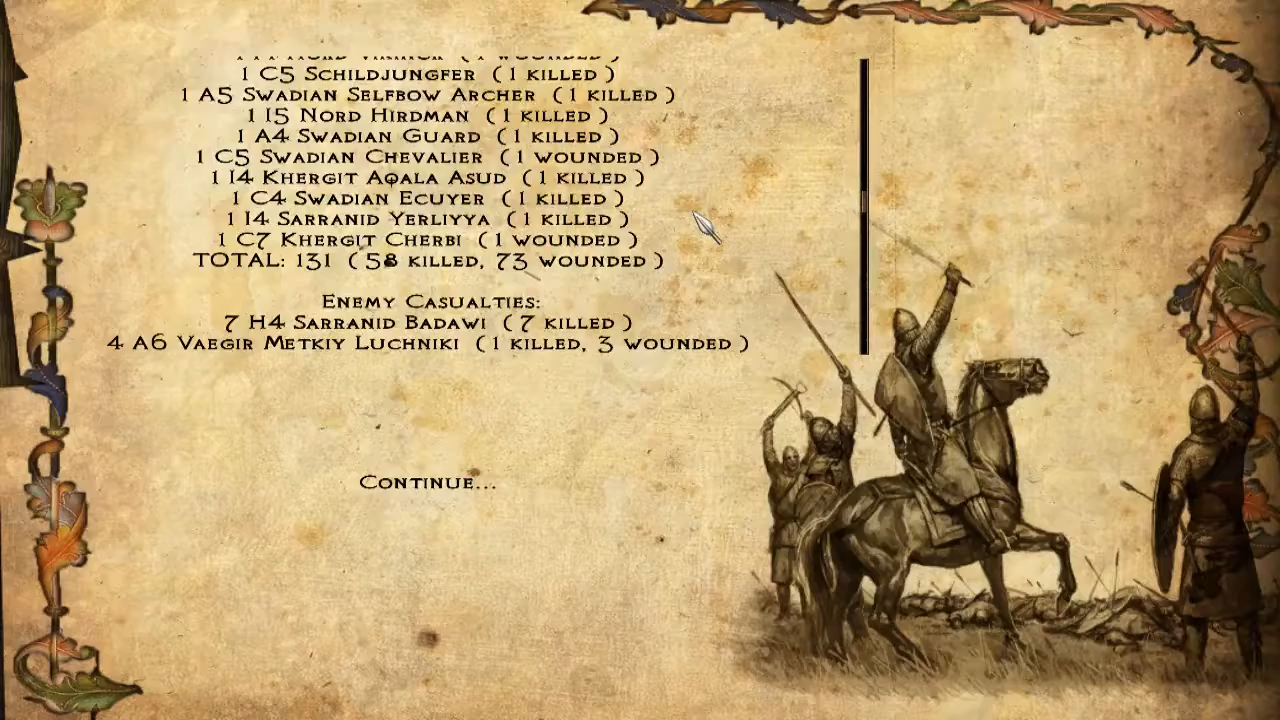 1 C5 Schildjungfer (1 killed )
1 A5 Swadian Selfbow Archer (1 killed )
1 I5 Nord Hirdman (1 killed )
1 A4 Swadian Guard (1 killed )
1 C5 Swadian Chevalier (1 wounded )
1 I4 Khergit Aqala Asud (1 killed )
1 C4 Swadian Ecuyer (1 killed )
1 I4 Sarranid Yerliyya (1 killed )
1 C7 Khergit Cherbi (1 wounded )
TOTAL: 131 (58 killed, 73 wounded )
Enemy Casualties:
7 H4 Sarranid Badawi (7 killed )
4 A6 Vaegir Metkiy Luchniki (1 killed, 3 wounded )
Continue...